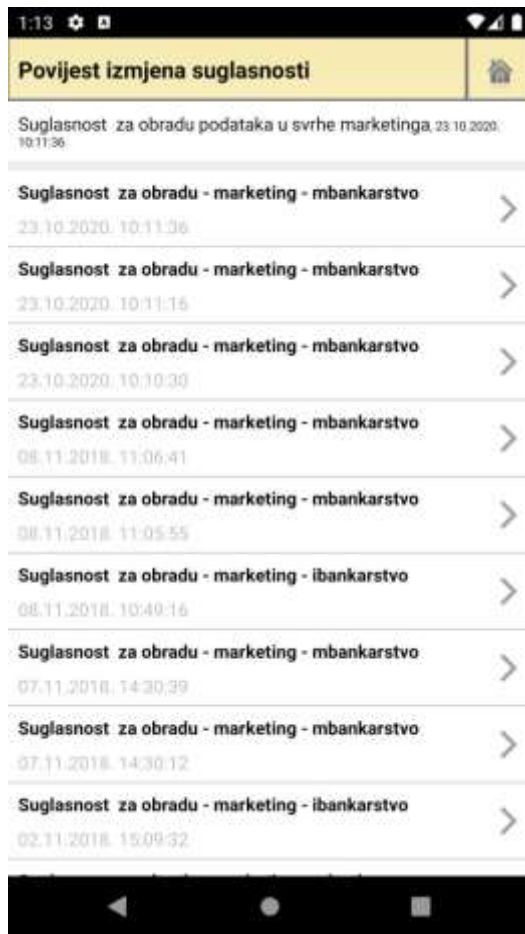 1:13
Povijest izmjena suglasnosti
Suglasnost za obradu podataka u svrhe marketinga, 23.10.2020.
10:11:36
Suglasnost za obradu - marketing - mbankarstvo
23.10.2020. 10:11:36
Suglasnost za obradu - marketing - mbankarstvo
23.10.2020. 10:11:16
Suglasnost za obradu - marketing - mbankarstvo
23.10.2020. 10:10:30
Suglasnost za obradu - marketing - mbankarstvo
08.11.2018. 11:06:41
Suglasnost za obradu - marketing - mbankarstvo
08.11.2018. 11:05:55
Suglasnost za obradu - marketing - ibankarstvo
08.11.2018. 10:49:16
Suglasnost za obradu - marketing - mbankarstvo
07.11.2018. 14:30:39
Suglasnost za obradu - marketing - mbankarstvo
07.11.2018. 14:30:12
Suglasnost za obradu - marketing - ibankarstvo
02.11.2018. 15:09:32